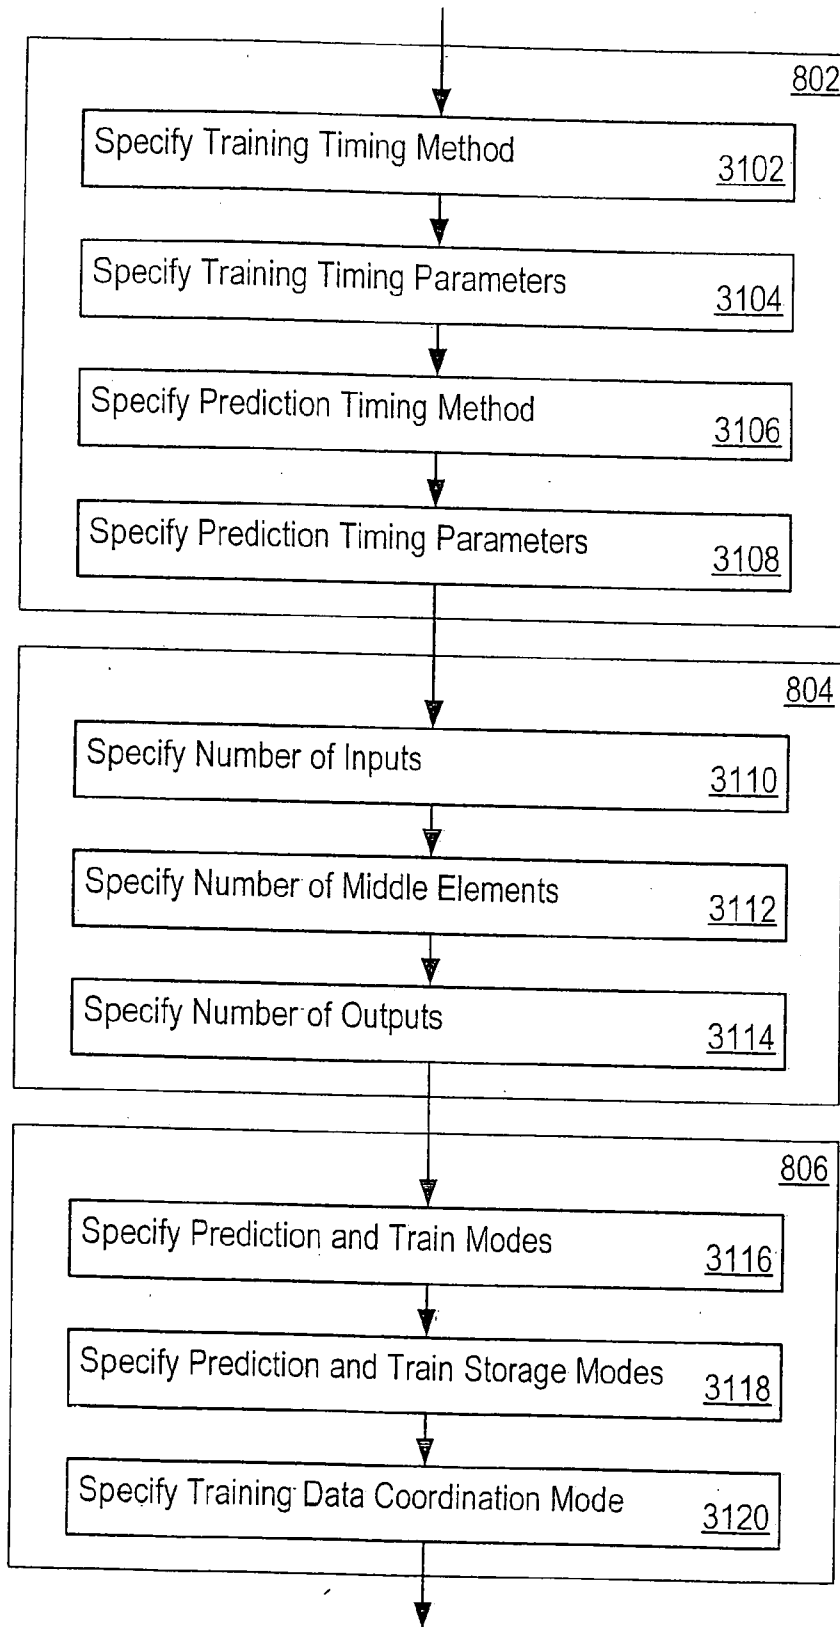 802
Specify Training Timing Method
3102
Specify Training Timing Parameters
3104
Specify Prediction Timing Method
3106
Specify Prediction Timing Parameters
3108
804
Specify Number of Inputs
3110
Specify Number of Middle Elements
3112
Specify Number of Outputs
3114
806
Specify Prediction and Train Modes
3116
Specify Prediction and Train Storage Modes
3118
Specify Training Data Coordination Mode
3120